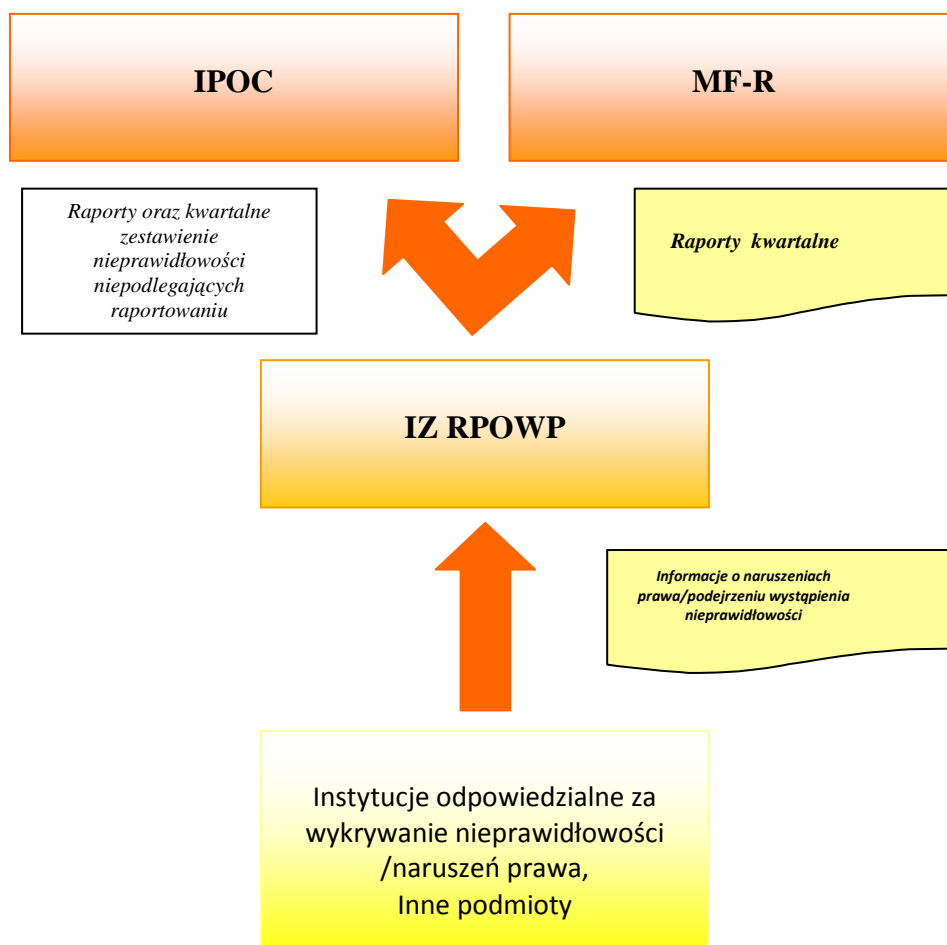 IPOC
MF-R
Raporty oraz kwartalne
zestawienie
nieprawidłowości
niepodlegających
raportowaniu
Raporty kwartalne
IZ RPOWP
Informacje o naruszeniach
prawa/podejrzeniu wystąpienia
nieprawidłowości
Instytucje odpowiedzialne za
wykrywanie nieprawidłowości
/naruszeń prawa,
Inne podmioty